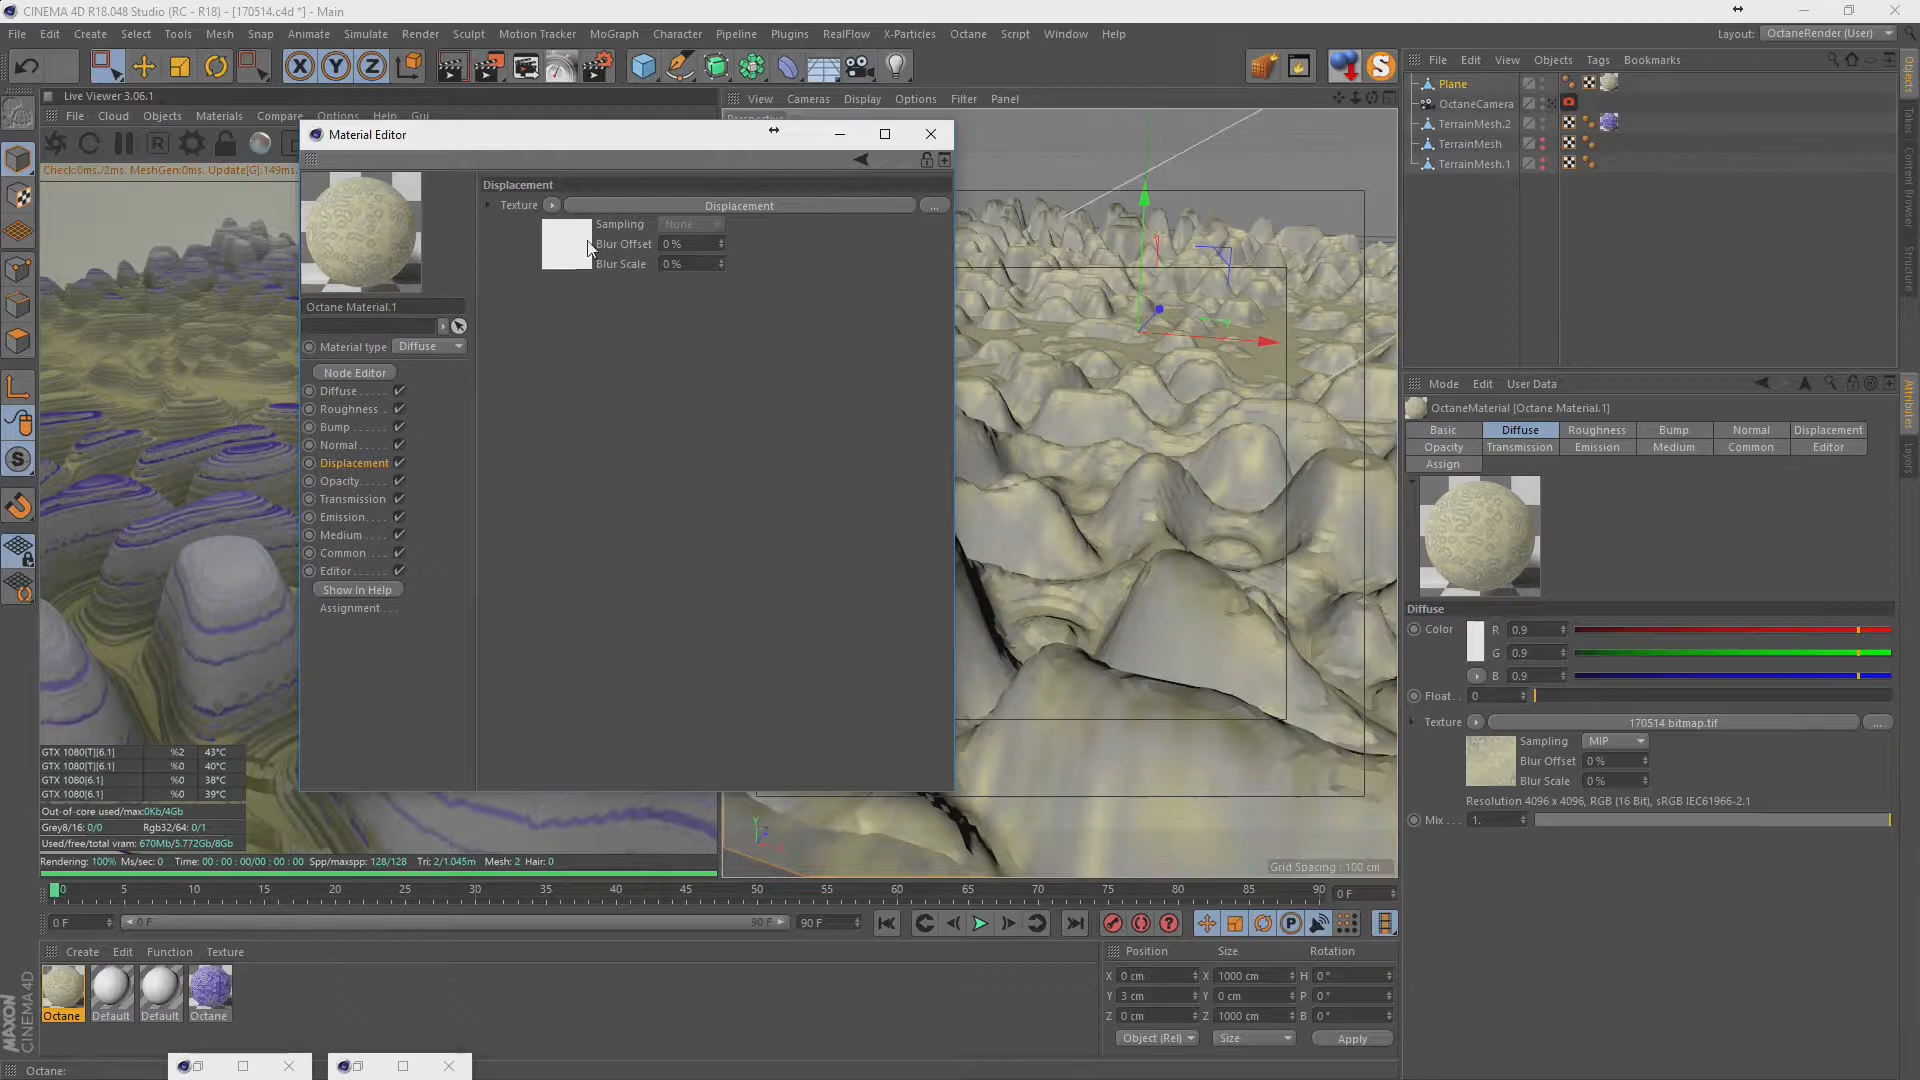 CINEMA 4D R18.048 Studio (RC - R18) - [170514.c4d *] - Main
File Edit Create Select Tools Mesh Snap Animate Simulate Render Sculpt Motion Tracker MoGraph Character Pipeline Plugins RealFlow X-Particles Octane Script Window Help
Layout: OctaneRender (User)
Live Viewer 3.06.1
File Cloud Objects Materials Compare Options Help Gui
Check:0ms./2ms. MeshGen:0ms. Update[G]:149ms.
View Cameras Display Options Filter Panel
Perspective
Material Editor
Displacement
Texture Displacement ...
Sampling None
Blur Offset 0 %
Blur Scale 0 %
Octane Material.1
Material type Diffuse
Node Editor
Diffuse
Roughness
Bump
Normal
Displacement
Opacity
Transmission
Emission
Medium
Common
Editor
Show In Help
Assignment
GTX 1080[T][6.1] %2 43°C
GTX 1080[T][6.1] %0 40°C
GTX 1080[6.1] %0 38°C
GTX 1080[6.1] %0 39°C
Out-of-core used/max:0Kb/4Gb
Grey8/16: 0/0 Rgb32/64: 0/1
Used/free/total vram: 670Mb/5.772Gb/8Gb
Rendering: 100% Ms/sec: 0 Time: 00 : 00 : 00/00 : 00 : 00 Spp/maxspp: 128/128 Tri: 2/1.045m Mesh: 2 Hair: 0
Grid Spacing : 100 cm
File Edit View Objects Tags Bookmarks
Plane
OctaneCamera
TerrainMesh.2
TerrainMesh
TerrainMesh.1
Objects
Takes
Content Browser
Structure
Mode Edit User Data
OctaneMaterial [Octane Material.1]
Basic Diffuse Roughness Bump Normal Displacement
Opacity Transmission Emission Medium Common Editor
Assign
Attributes
Layers
Diffuse
Color R 0.9
G 0.9
B 0.9
Float 0
Texture 170514 bitmap.tif ...
Sampling MIP
Blur Offset 0 %
Blur Scale 0 %
Resolution 4096 x 4096, RGB (16 Bit), sRGB IEC61966-2.1
Mix 1.
0 5 10 15 20 25 30 35 40 45 50 55 60 65 70 75 80 85 90 0 F
0 F 0 F 90 F 90 F
Create Edit Function Texture
Octane Default Default Octane
Position Size Rotation
X 0 cm X 1000 cm H 0 °
Y 3 cm Y 0 cm P 0 °
Z 0 cm Z 1000 cm B 0 °
Object (Rel) Size Apply
MAXON CINEMA 4D
Octane: